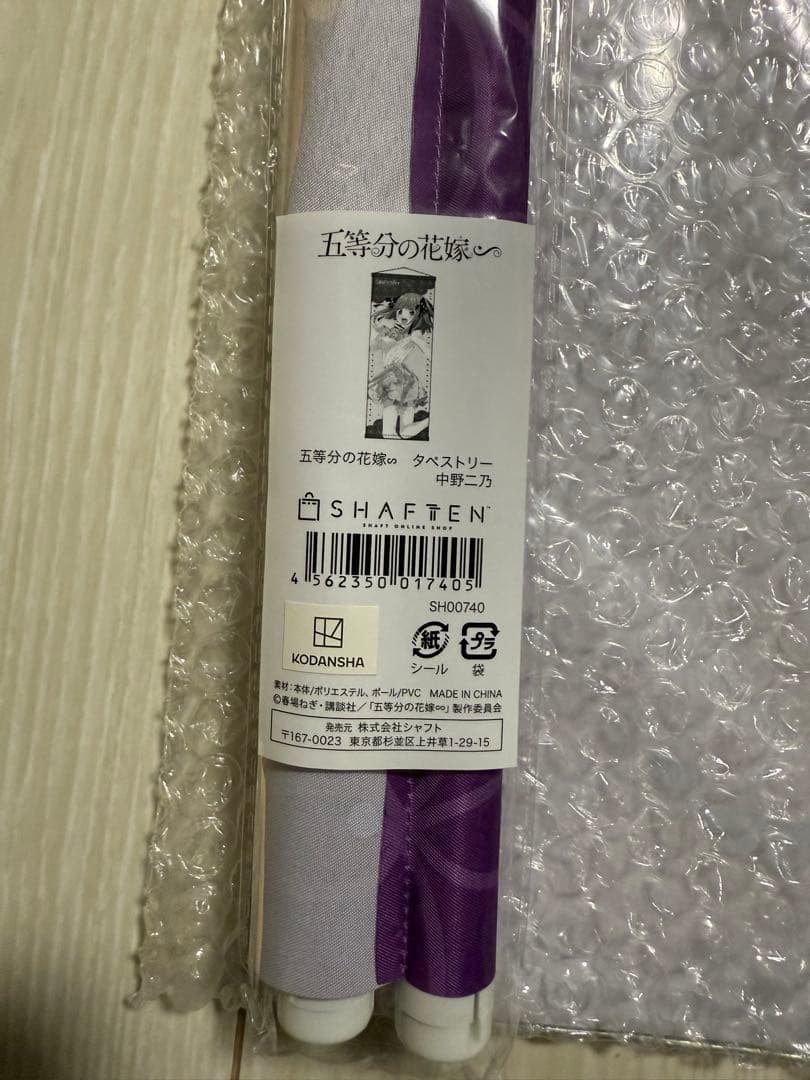 五等分の花嫁∽
五等分の花嫁∽ タペストリー
中野二乃
SHAFTEN™
SHAFT ONLINE SHOP
4 562350 017405
SH00740
KODANSHA
紙 プラ
シール 袋
素材:本体/ポリエステル、ポール/PVC MADE IN CHINA
©春場ねぎ・講談社/「五等分の花嫁∽」製作委員会
発売元 株式会社シャフト
〒167-0023 東京都杉並区上井草1-29-15